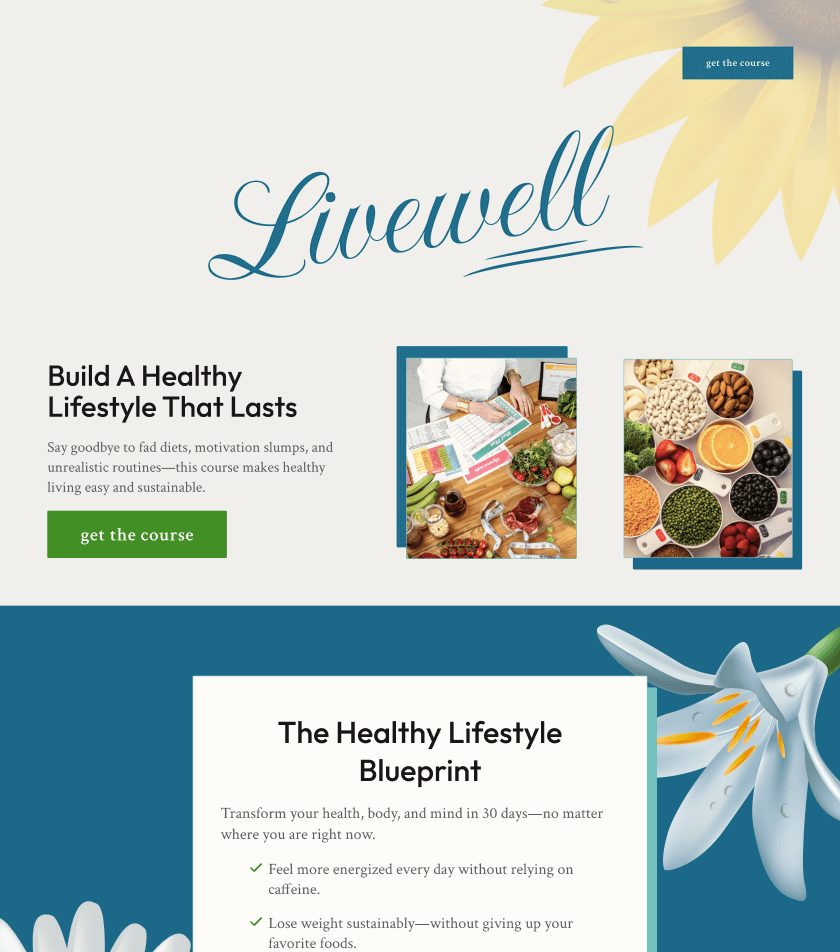 get the course
Livewell
Build A Healthy
Lifestyle That Lasts
Say goodbye to fad diets, motivation slumps, and
unrealistic routines—this course makes healthy
living easy and sustainable.
get the course
The Healthy Lifestyle
Blueprint
Transform your health, body, and mind in 30 days—no matter
where you are right now.
Feel more energized every day without relying on
caffeine.
Lose weight sustainably—without giving up your
favorite foods.